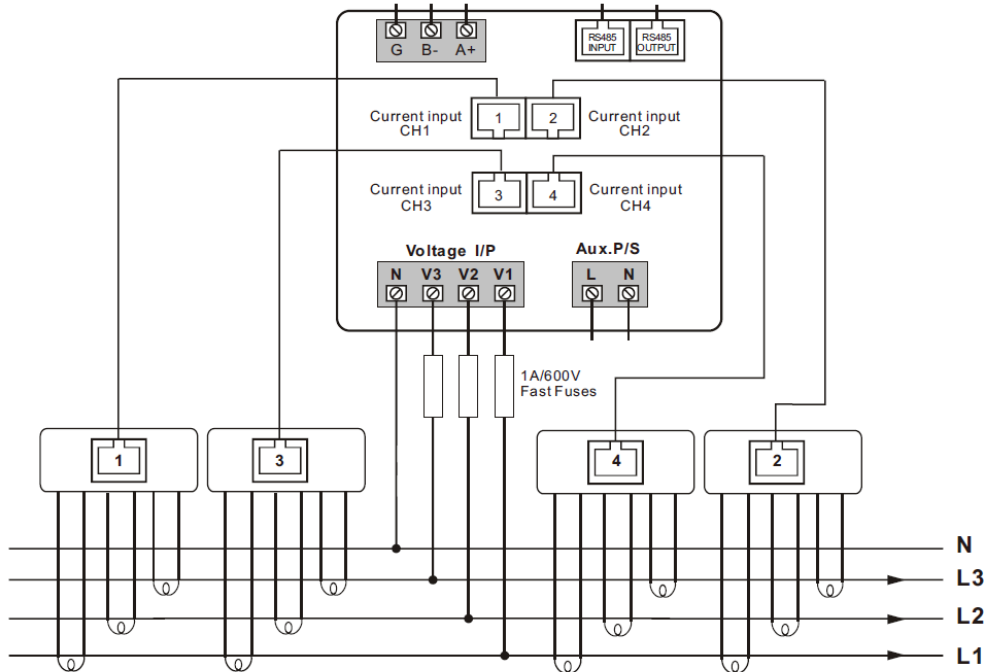 G B- A+
RS485
INPUT
RS485
OUTPUT
Current input
CH1
1
2
Current input
CH2
Current input
CH3
3
4
Current input
CH4
Voltage I/P
N V3 V2 V1
Aux.P/S
L N
1A/600V
Fast Fuses
1
3
4
2
N
L3
L2
L1